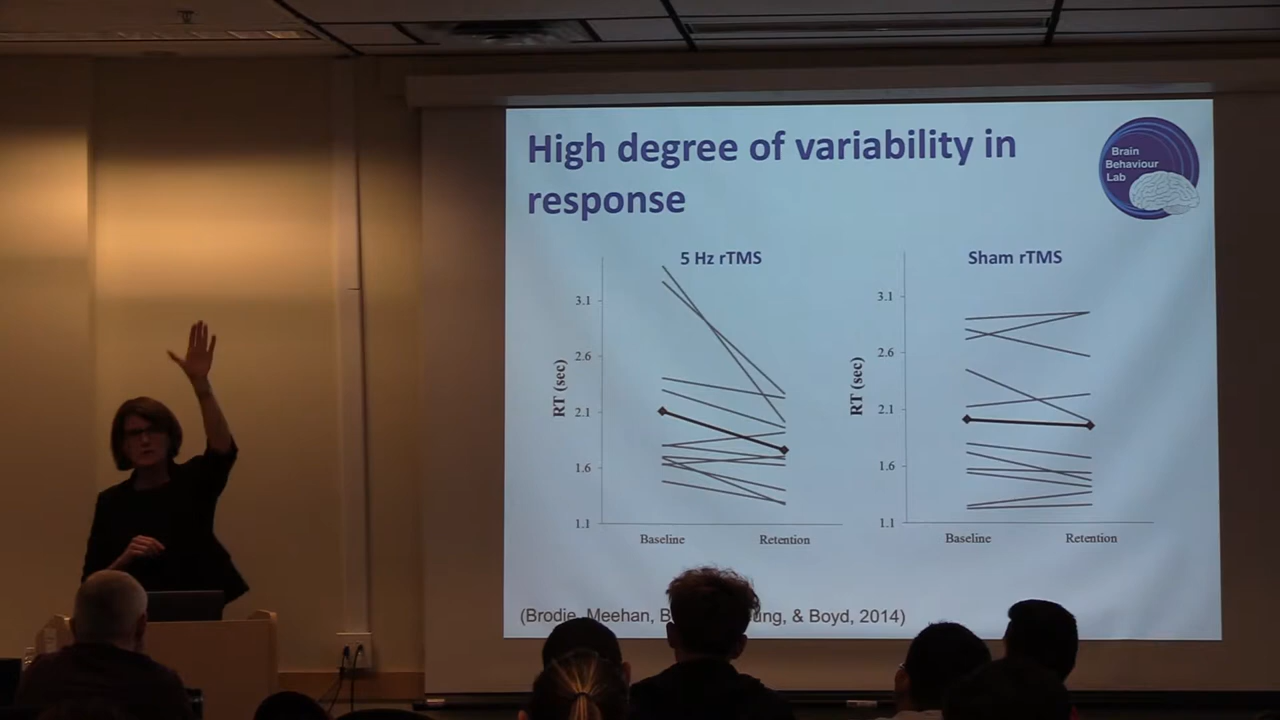 High degree of variability in
response
Brain
Behaviour
Lab
5 Hz rTMS
3.1
2.6
2.1
1.6
1.1
RT (sec)
Baseline Retention
Sham rTMS
3.1
2.6
2.1
1.6
1.1
RT (sec)
Baseline Retention
(Brodie, Meehan, & Boyd, 2014)